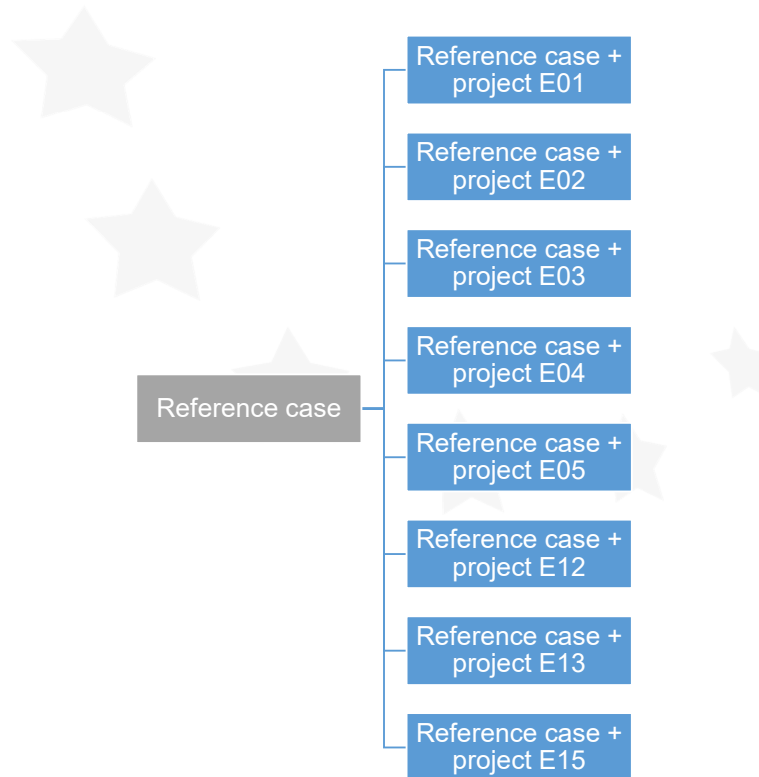 Reference case +
project E01
Reference case +
project E02
Reference case +
project E03
Reference case +
project E04
Reference case
Reference case +
project E05
Reference case +
project E12
Reference case +
project E13
Reference case +
project E15